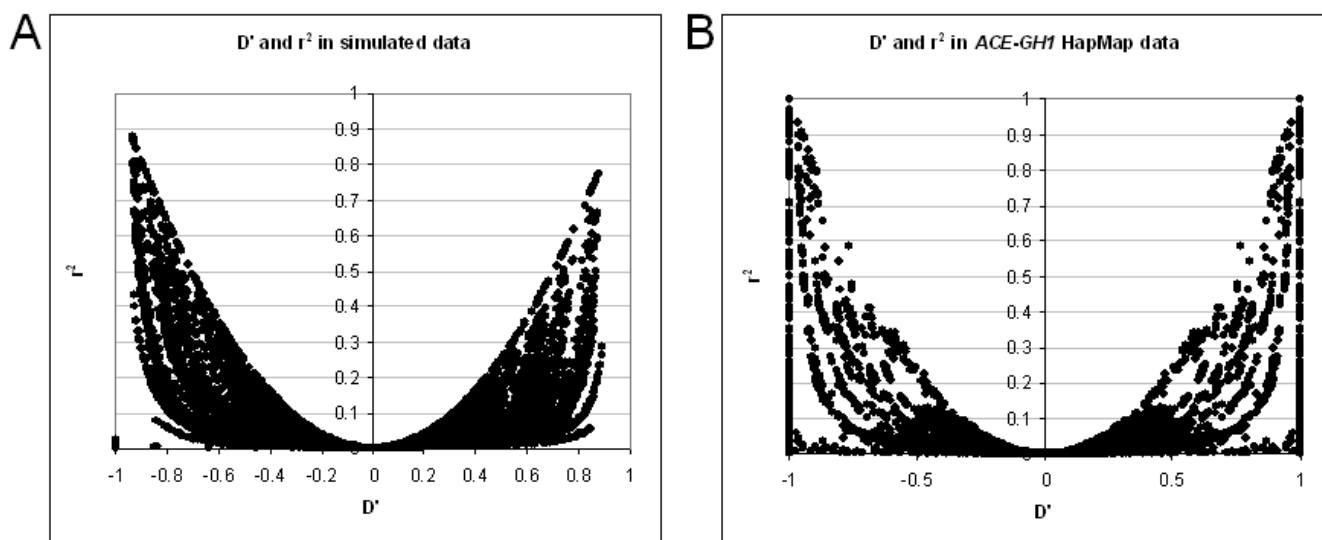 A
D' and r² in simulated data
1
0.9
0.8
0.7
0.6
0.5
0.4
0.3
0.2
0.1
0
r²
-1 -0.8 -0.6 -0.4 -0.2 0 0.2 0.4 0.6 0.8 1
D'
B
D' and r² in ACE-GH1 HapMap data
1
0.9
0.8
0.7
0.6
0.5
0.4
0.3
0.2
0.1
0
r²
-1 -0.5 0 0.5 1
D'